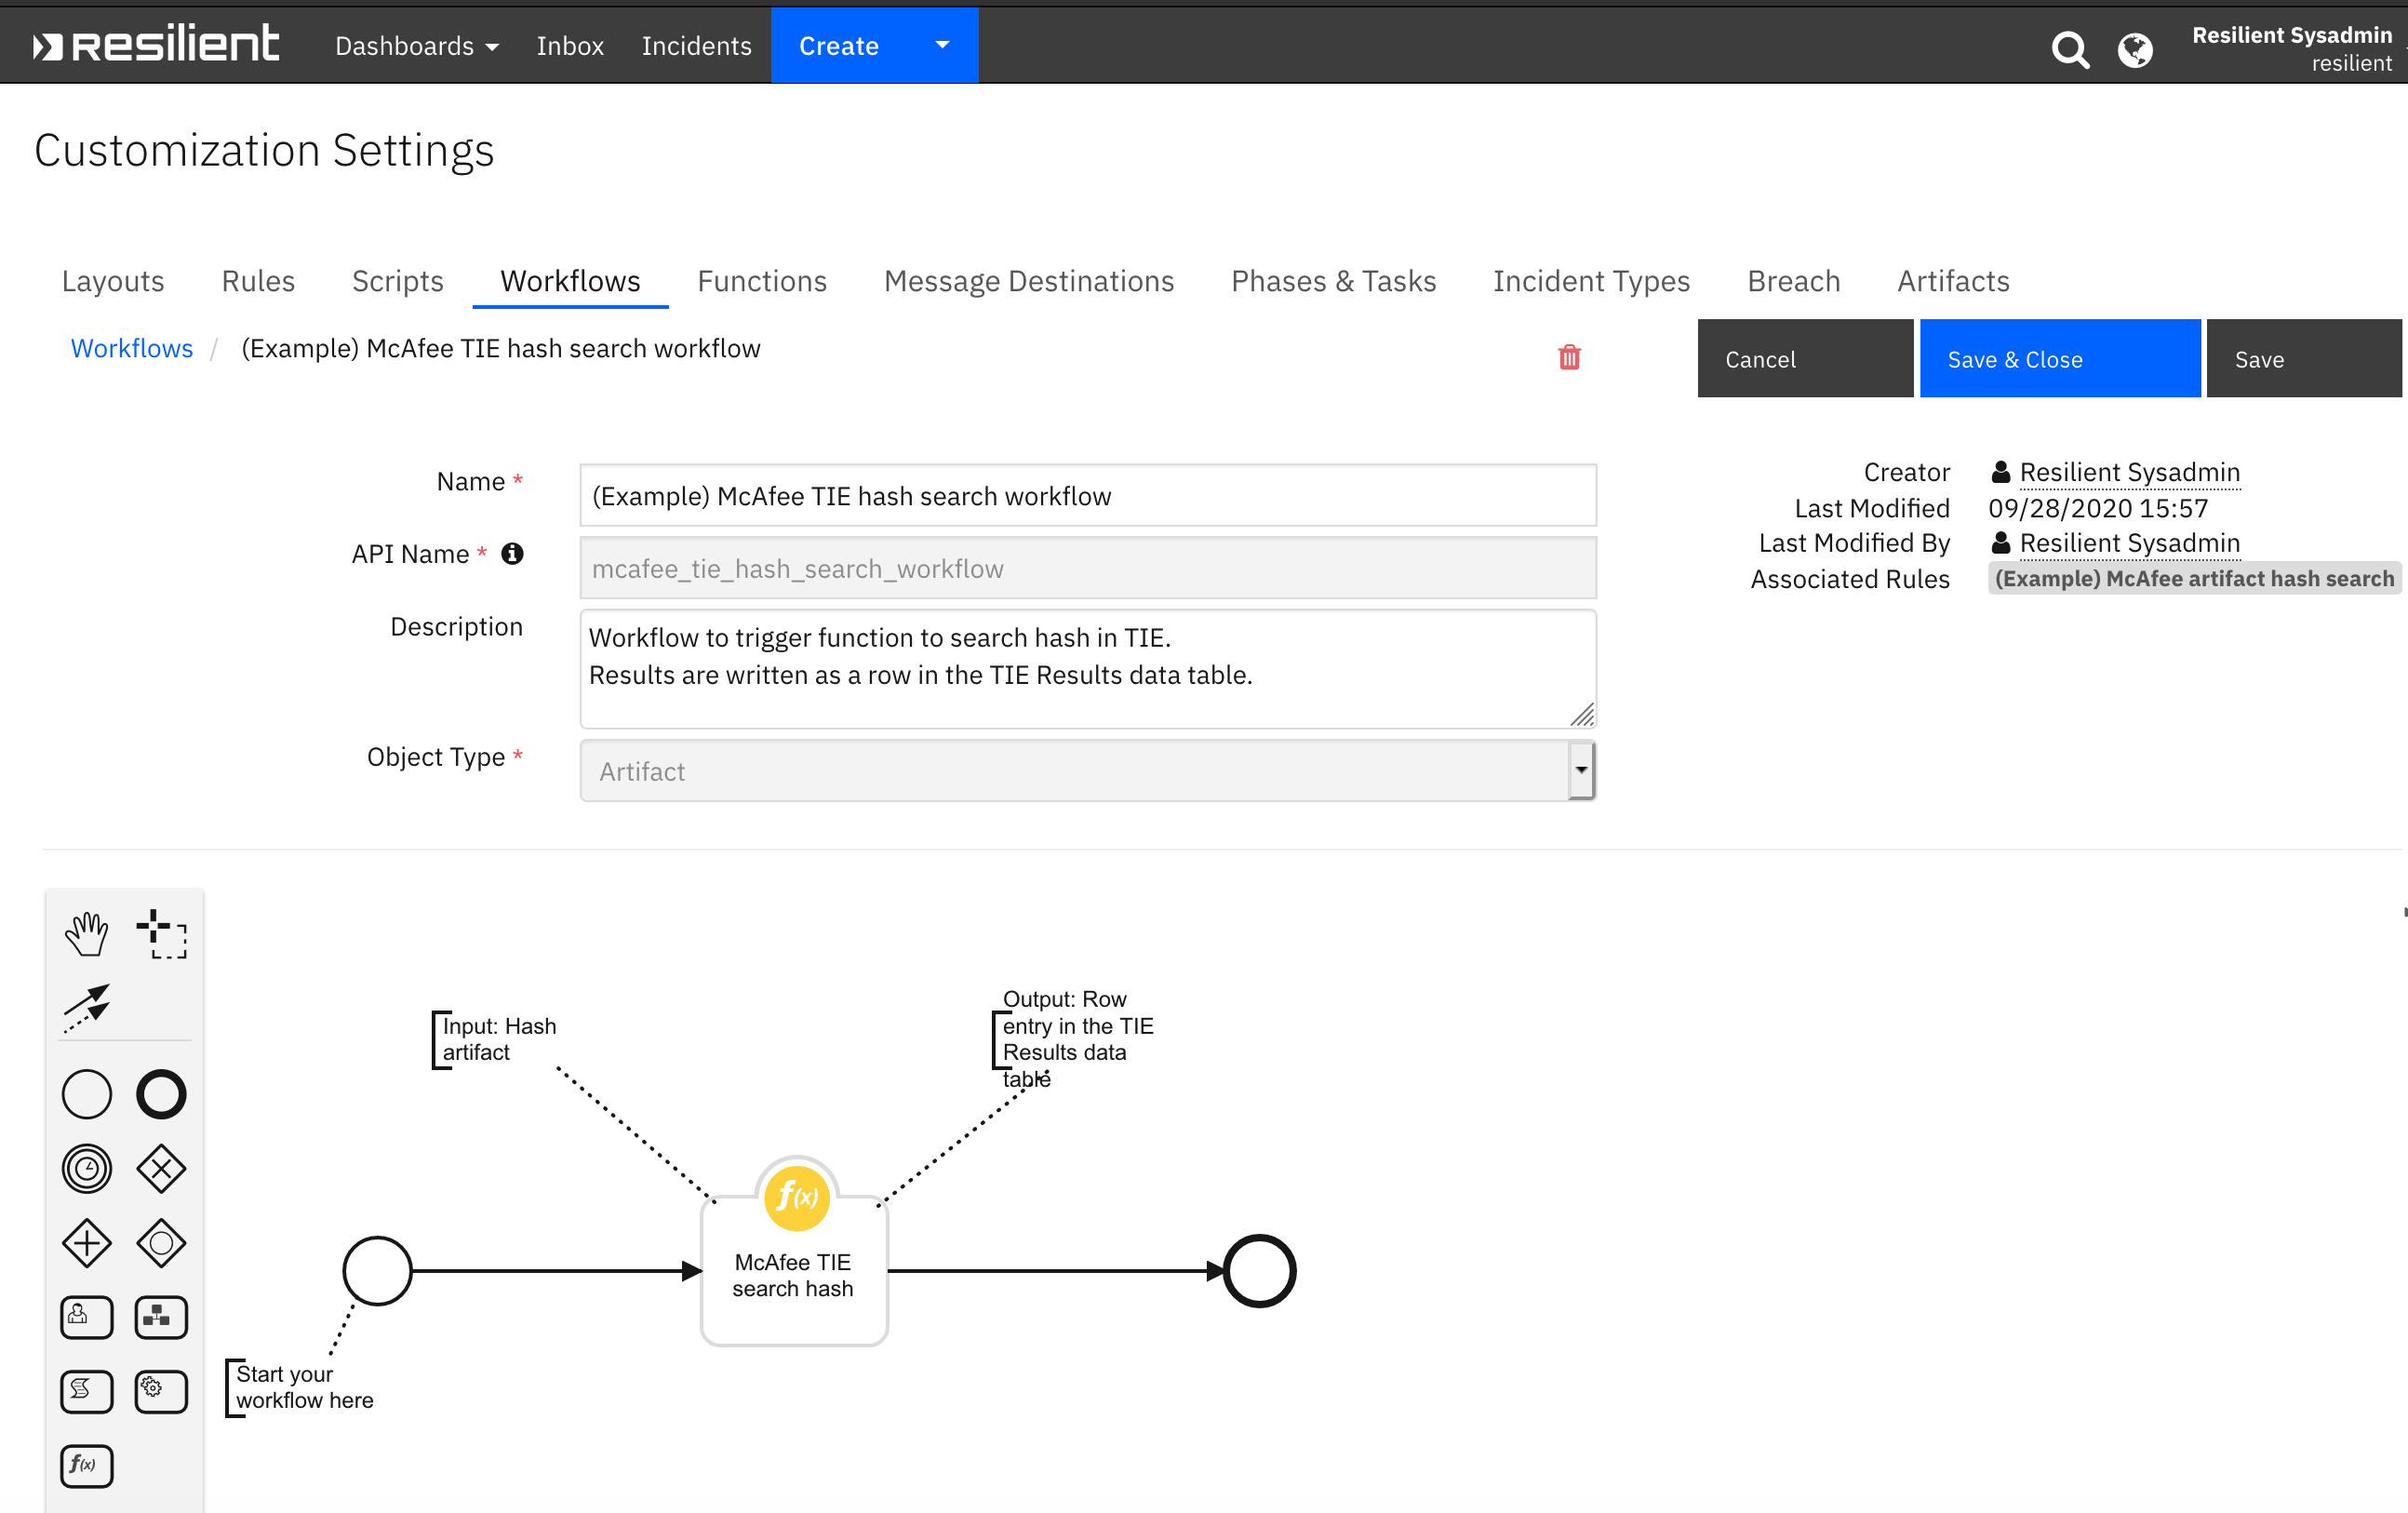 Resilient
Dashboards
Inbox
Incidents
Create
Resilient Sysadmin
resilient
Customization Settings
Layouts
Rules
Scripts
Workflows
Functions
Message Destinations
Phases & Tasks
Incident Types
Breach
Artifacts
Workflows / (Example) McAfee TIE hash search workflow
Cancel
Save & Close
Save
Name *
(Example) McAfee TIE hash search workflow
API Name *
mcafee_tie_hash_search_workflow
Description
Workflow to trigger function to search hash in TIE.
Results are written as a row in the TIE Results data table.
Object Type *
Artifact
Creator
Resilient Sysadmin
Last Modified
09/28/2020 15:57
Last Modified By
Resilient Sysadmin
Associated Rules
(Example) McAfee artifact hash search
Input: Hash
artifact
Output: Row
entry in the TIE
Results data
table
f(x)
McAfee TIE
search hash
Start your
workflow here
f(x)